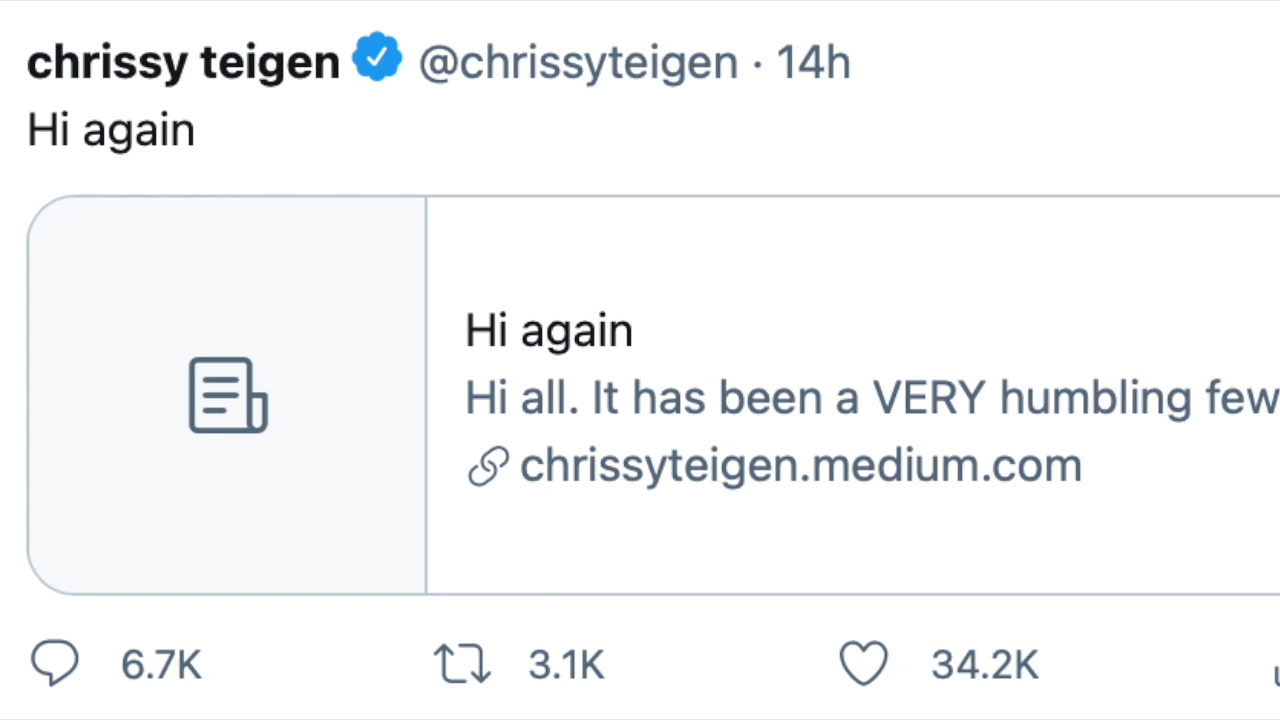 chrissy teigen @chrissyteigen · 14h
Hi again
Hi again
Hi all. It has been a VERY humbling few
chrissyteigen.medium.com
6.7K 3.1K 34.2K